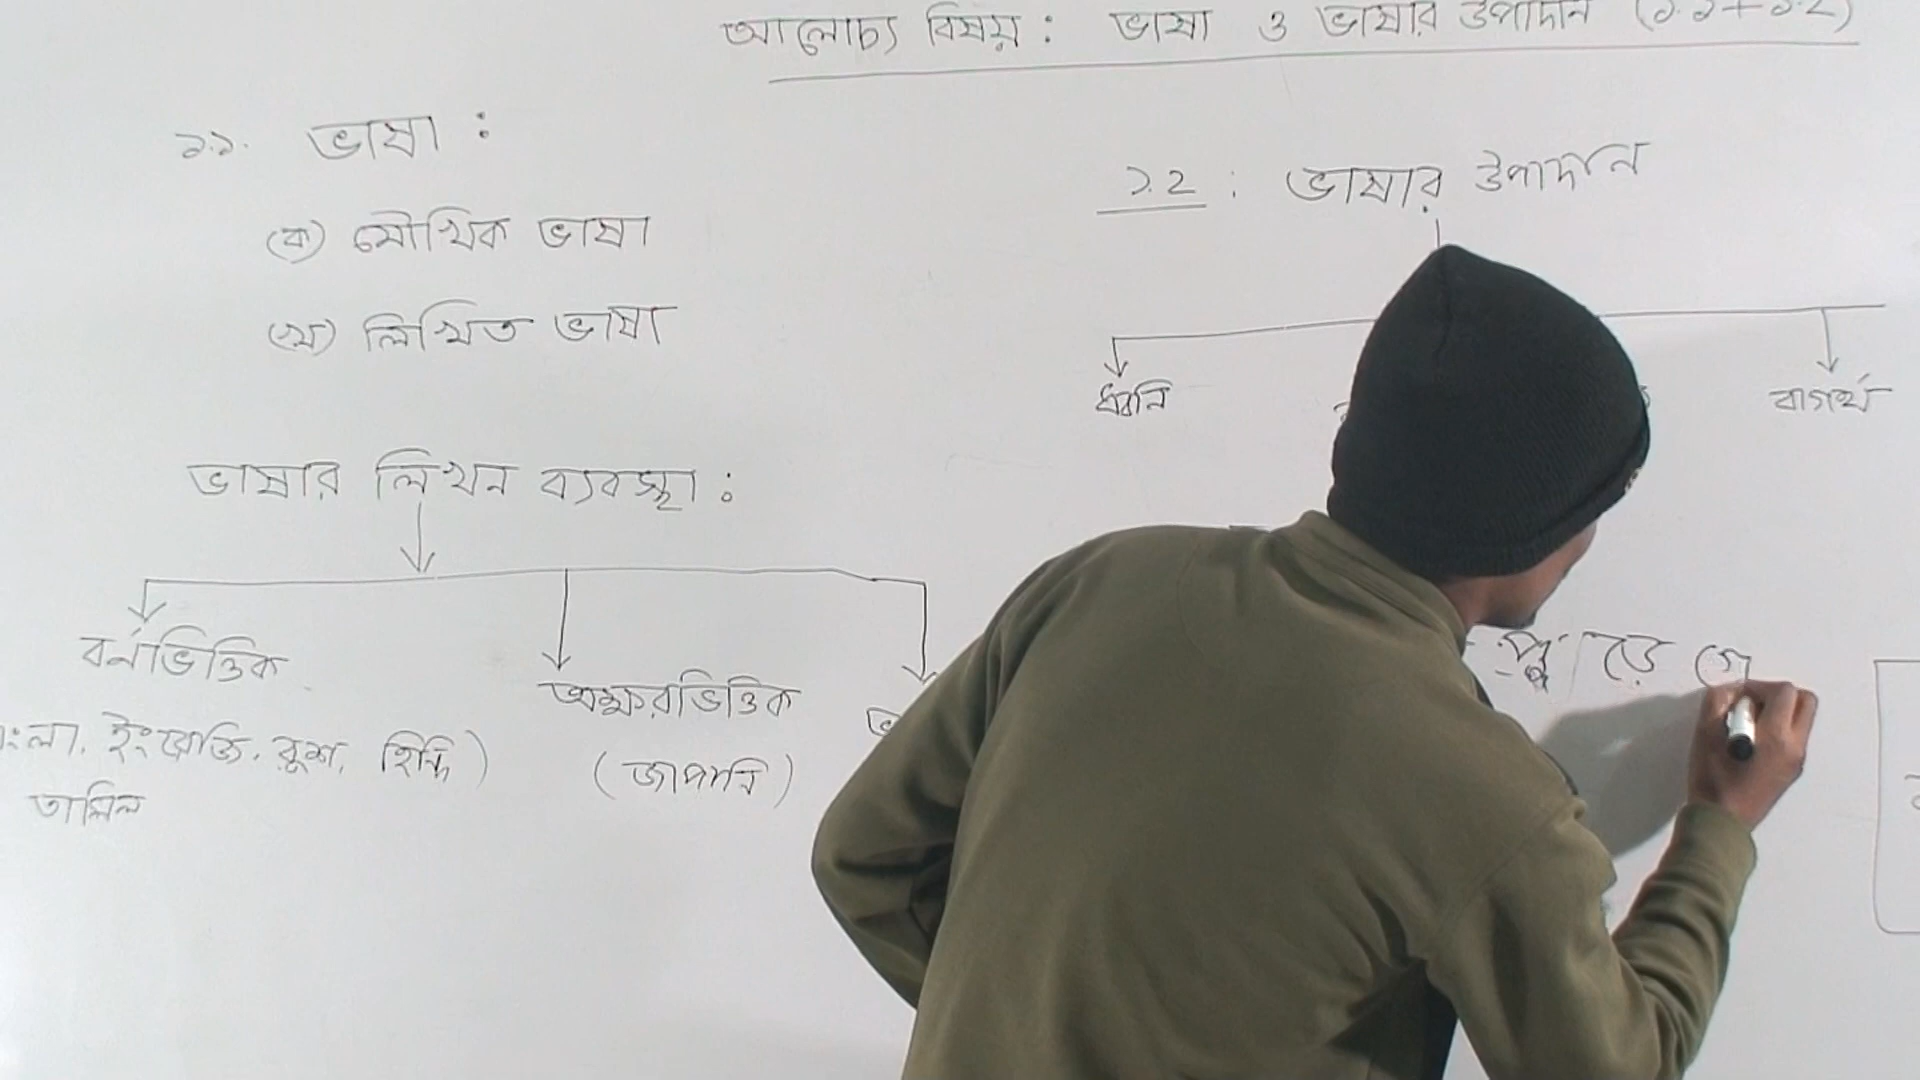 আলোচ্য বিষয় : ভাষা ও ভাষার উপাদান (১.১+১.২)
১.১. ভাষা :
(ক) মৌখিক ভাষা
(খ) লিখিত ভাষা
ভাষার লিখন ব্যবস্থা :
বর্নভিত্তিক
ংলা, ইংরেজি, রুশ, হিন্দি)
তামিল
অক্ষরভিত্তিক
(জাপানি)
১.২ : ভাষার উপাদান
ধ্বনি
বাগর্থ